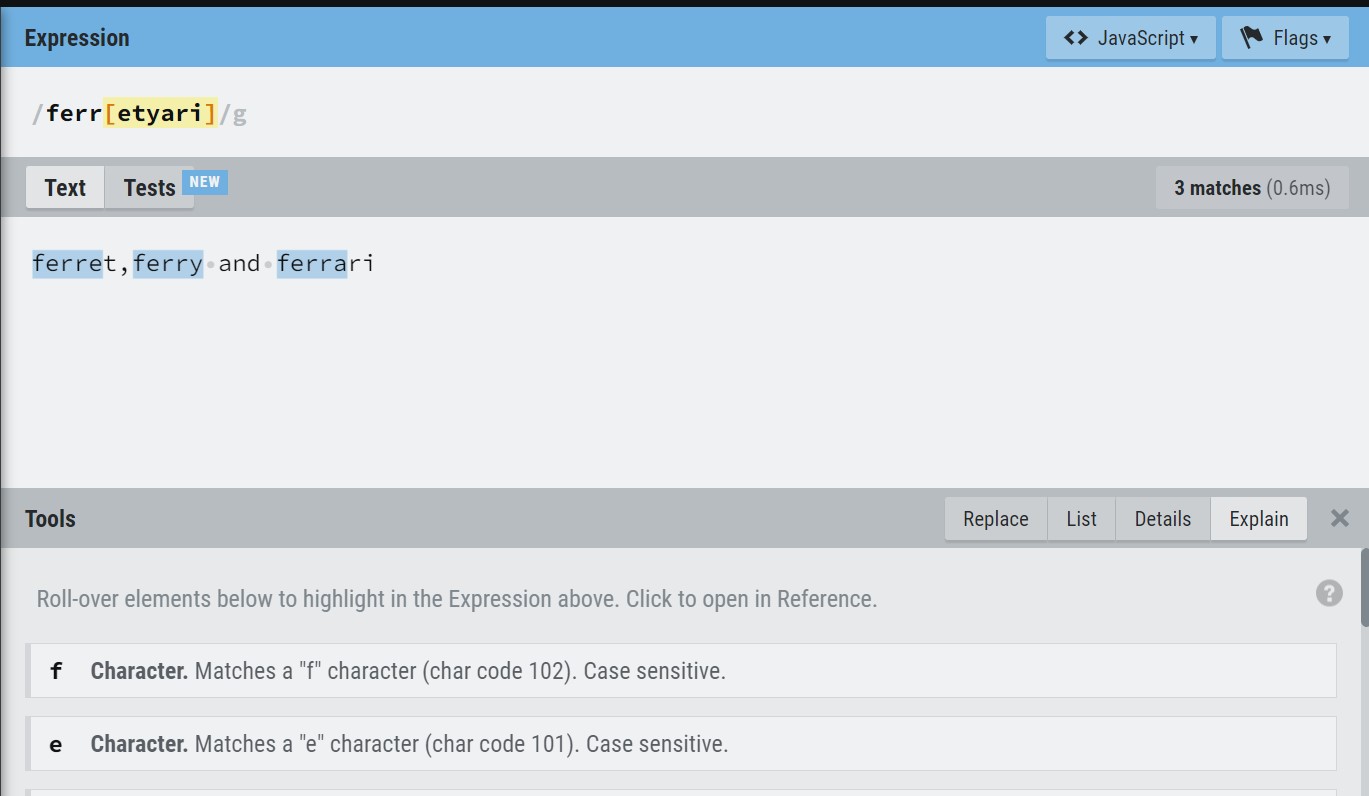 Expression
<> JavaScript ▾
Flags ▾
/ferr[etyari]/g
Text
Tests
NEW
3 matches (0.6ms)
ferret,ferry•and•ferrari
Tools
Replace
List
Details
Explain
Roll-over elements below to highlight in the Expression above. Click to open in Reference.
?
f Character. Matches a "f" character (char code 102). Case sensitive.
e Character. Matches a "e" character (char code 101). Case sensitive.